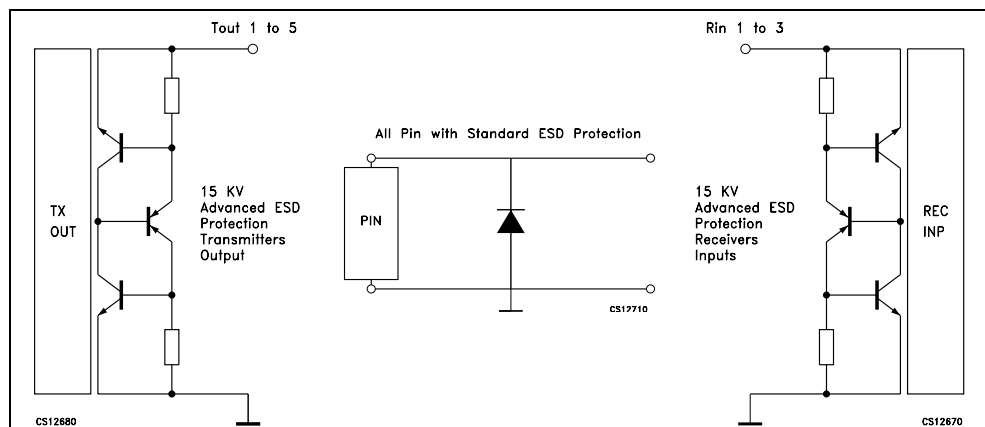 Tout 1 to 5
TX
OUT
15 KV
Advanced ESD
Protection
Transmitters
Output
CS12680
All Pin with Standard ESD Protection
PIN
CS12710
Rin 1 to 3
15 KV
Advanced ESD
Protection
Receivers
Inputs
REC
INP
CS12670